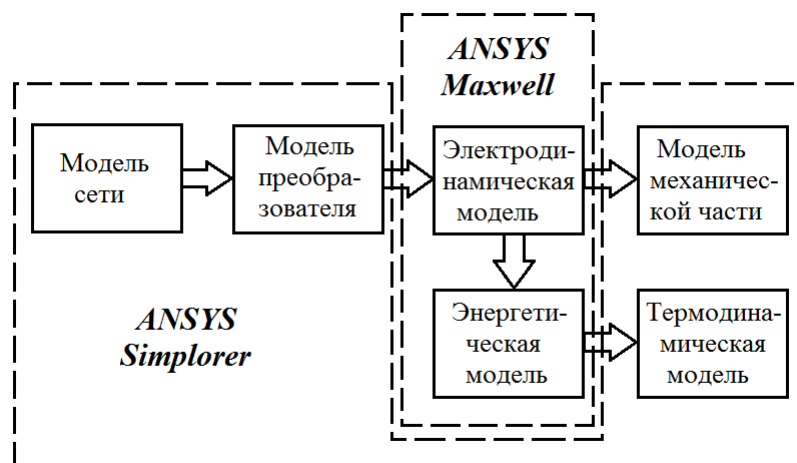 ANSYS
Maxwell
Модель
сети
Модель
преобра-
зователя
Электроди-
намическая
модель
Модель
механичес-
кой части
ANSYS
Simplorer
Энергети-
ческая
модель
Термодина-
мическая
модель